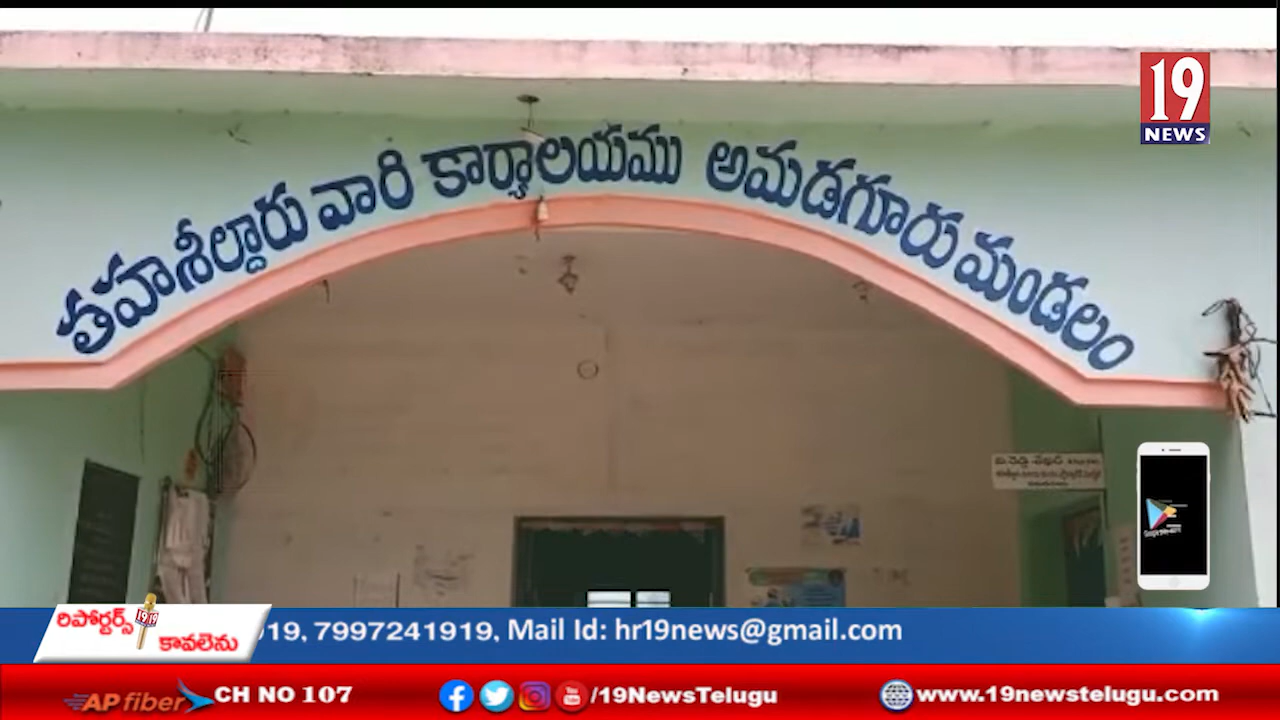 19
NEWS
తహశీల్దారు వారి కార్యాలయము అమడగూరు మండలం
రిపోర్టర్స్
కావలెను
919, 7997241919, Mail Id: hr19news@gmail.com
AP fiber CH NO 107
/19NewsTelugu
www.19newstelugu.com